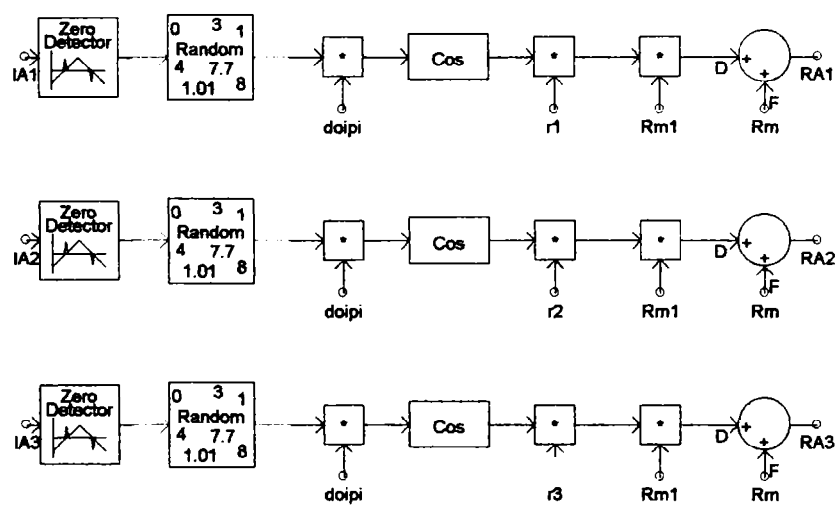 Zero
Detector
IA1
0 3 1
Random
4 7.7
1.01 8
*
doipi
Cos
*
r1
*
Rm1
D +
+
F
Rm
RA1
Zero
Detector
IA2
0 3 1
Random
4 7.7
1.01 8
*
doipi
Cos
*
r2
*
Rm1
D +
+
F
Rm
RA2
Zero
Detector
IA3
0 3 1
Random
4 7.7
1.01 8
*
doipi
Cos
*
r3
*
Rm1
D +
+
F
Rm
RA3